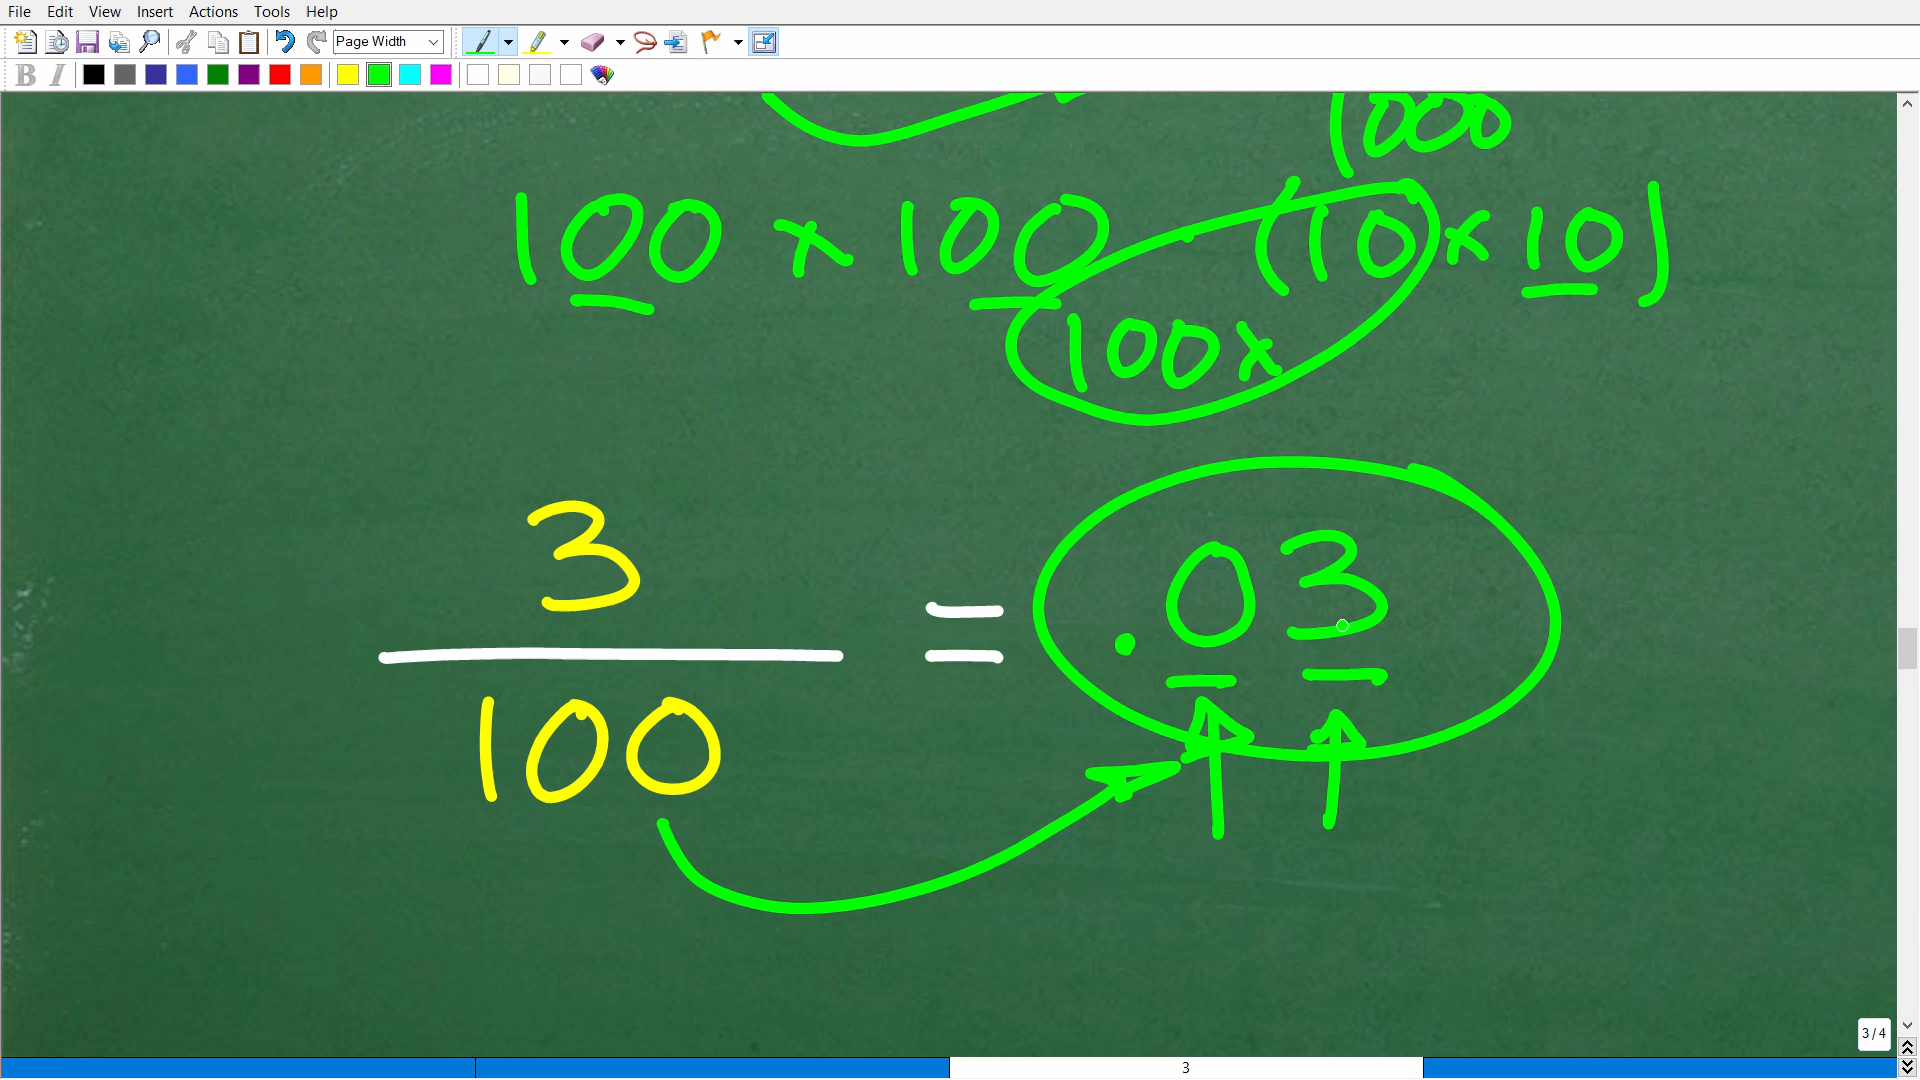 File Edit View Insert Actions Tools Help
Page Width
B I
1000
100 x 100 (10 x 10)
100x
3
100
= .03
3 / 4
3